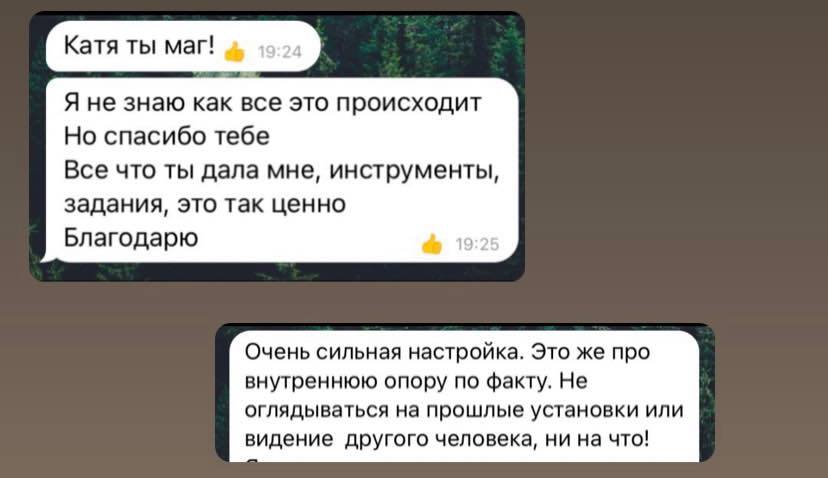 Катя ты маг! 👍 19:24
Я не знаю как все это происходит
Но спасибо тебе
Все что ты дала мне, инструменты,
задания, это так ценно
Благодарю 👍 19:25
Очень сильная настройка. Это же про
внутреннюю опору по факту. Не
оглядываться на прошлые установки или
видение другого человека, ни на что!